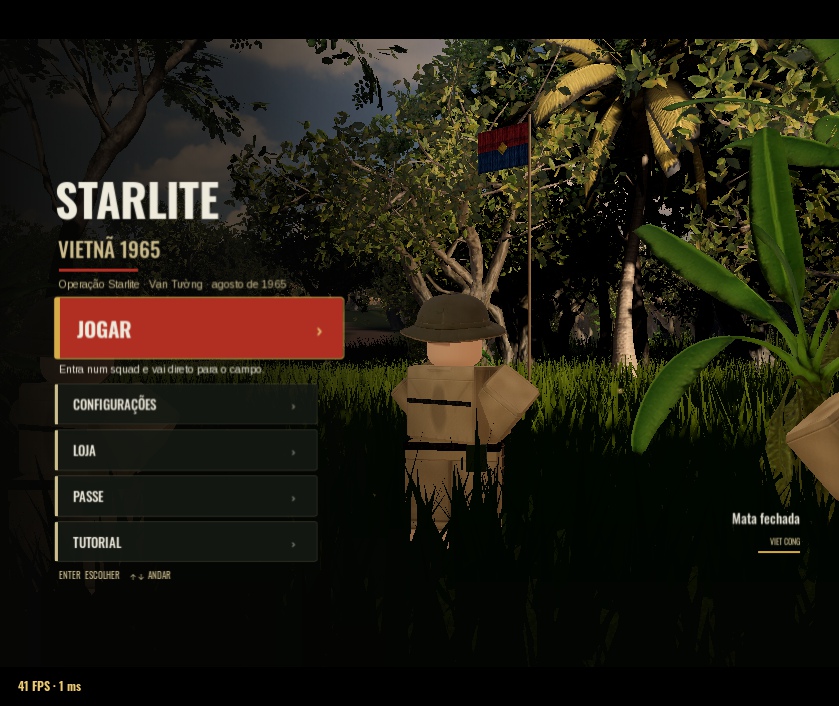 STARLITE
VIETNÃ 1965
Operação Starlite · Van Tường · agosto de 1965
JOGAR ›
Entra num squad e vai direto para o campo.
CONFIGURAÇÕES ›
LOJA ›
PASSE ›
TUTORIAL ›
ENTER ESCOLHER ↑↓ ANDAR
Mata fechada
VIET CONG
41 FPS · 1 ms